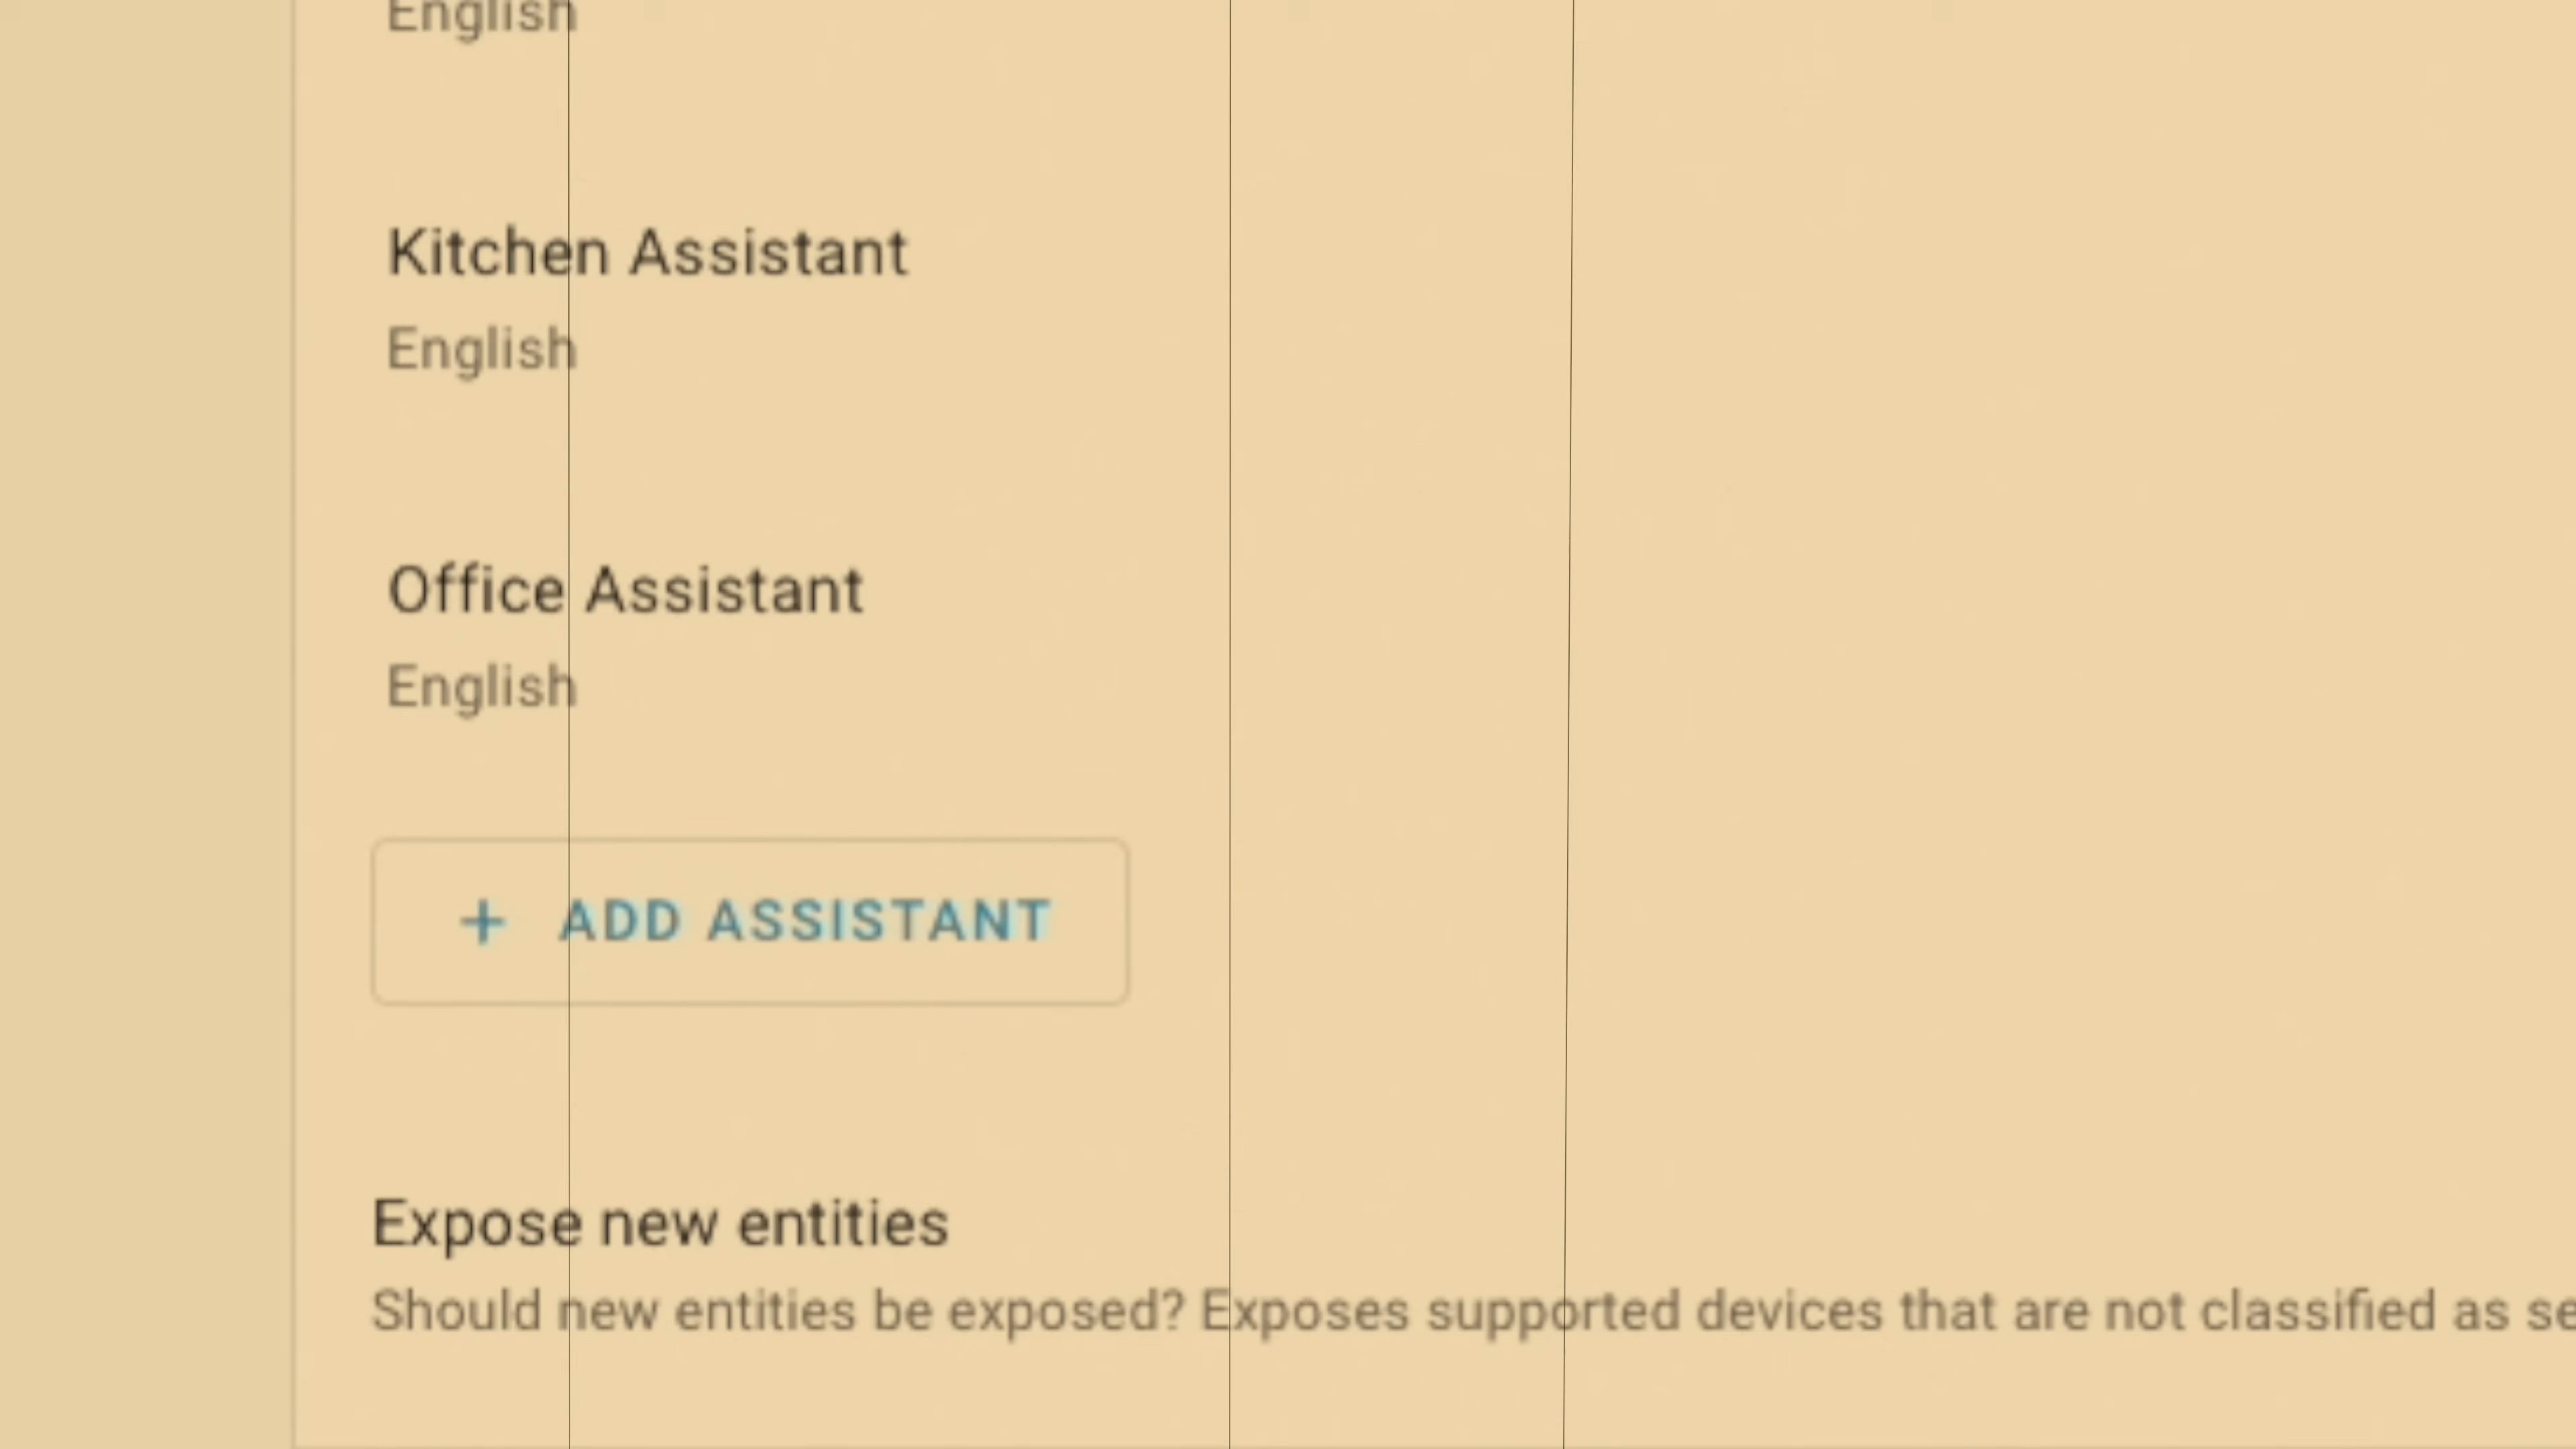 English
Kitchen Assistant
English
Office Assistant
English
+ ADD ASSISTANT
Expose new entities
Should new entities be exposed? Exposes supported devices that are not classified as